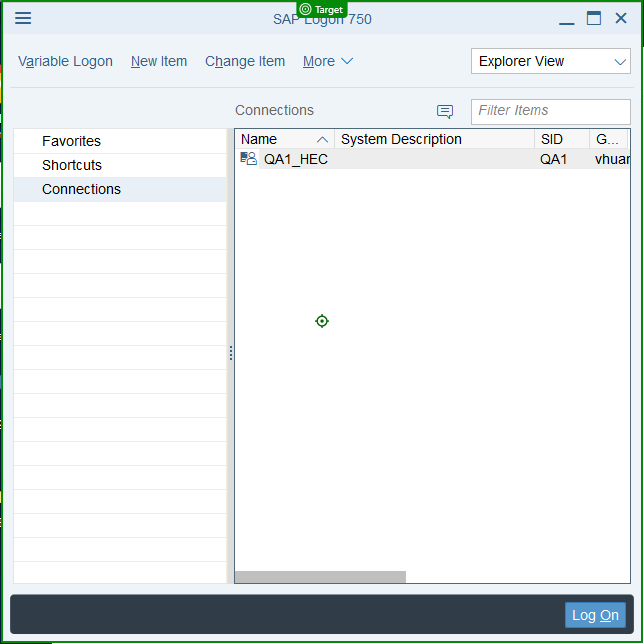 Target
SAP Logon 750
Variable Logon New Item Change Item More Explorer View
Connections Filter Items
Favorites
Shortcuts
Connections
Name System Description SID G...
QA1_HEC QA1 vhuar
Log On